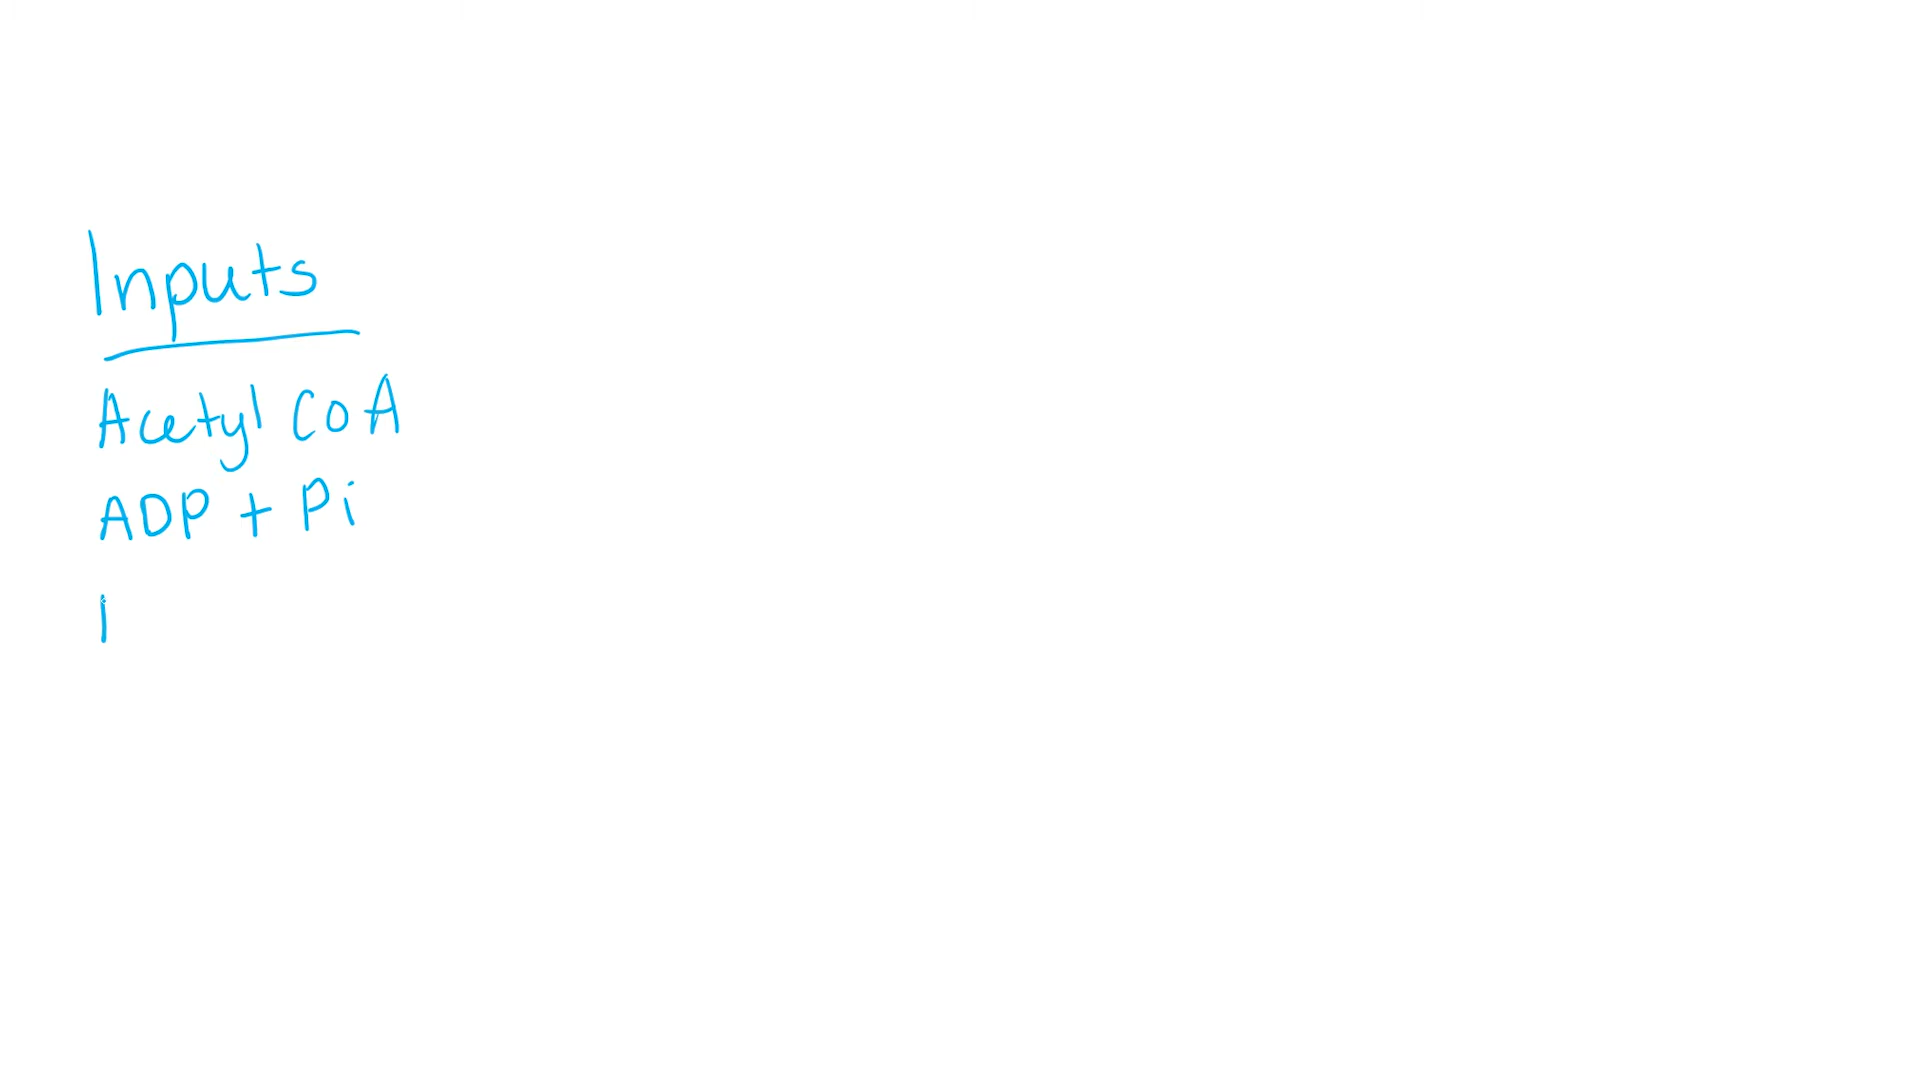 Inputs
Acetyl CoA
ADP + Pi